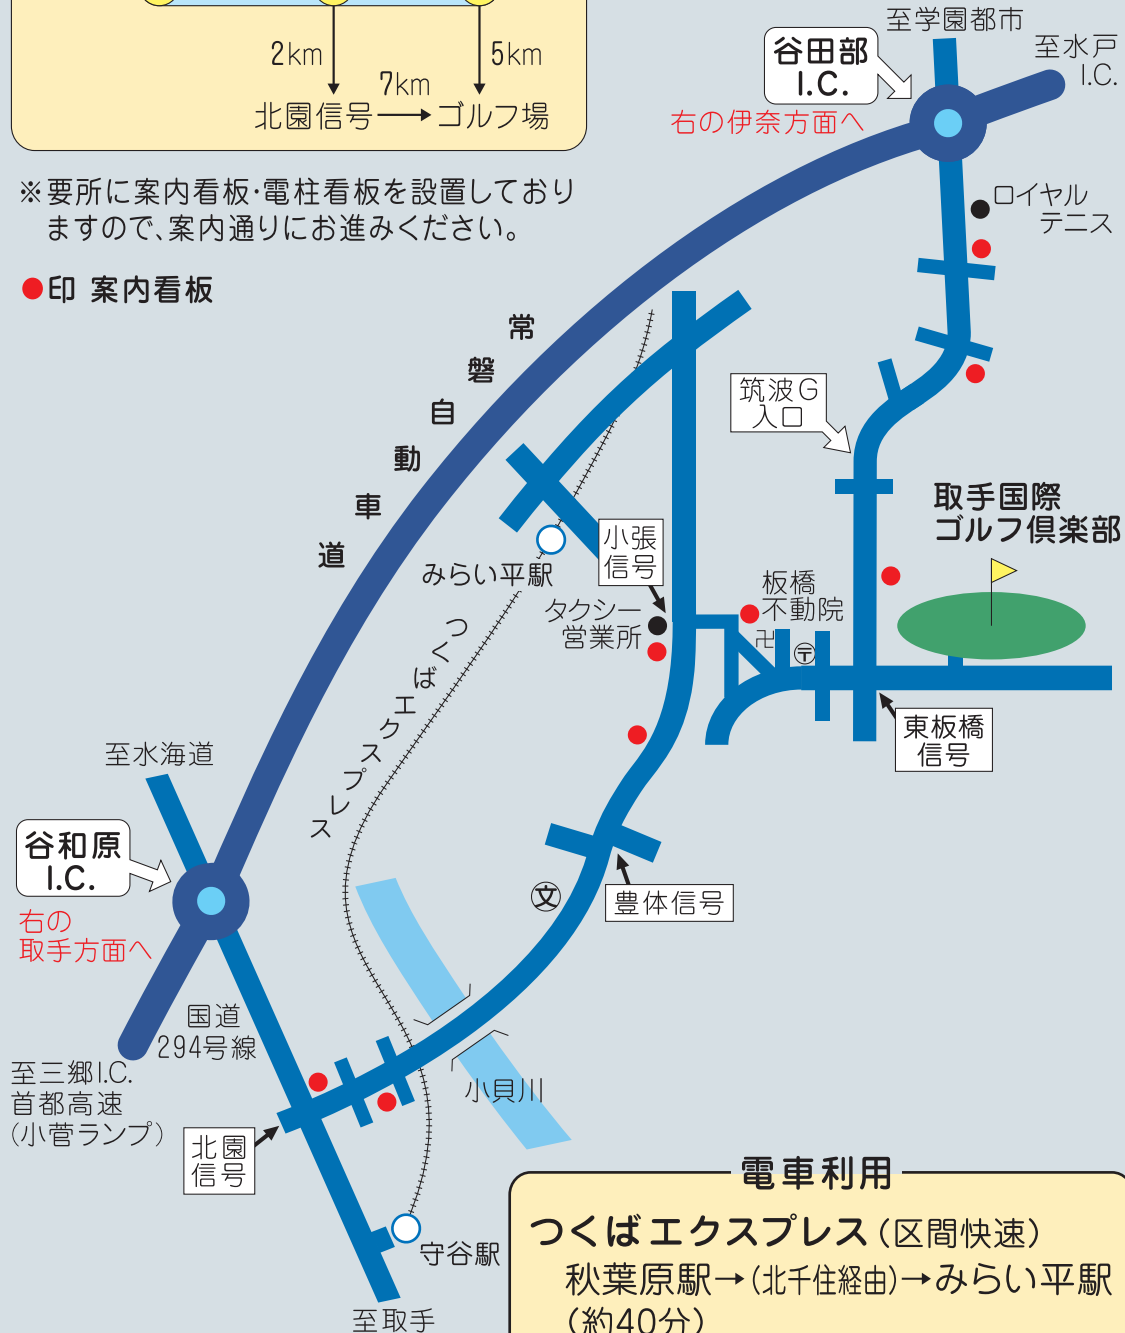 2km
5km
7km
北園信号→ゴルフ場
※要所に案内看板・電柱看板を設置しており
ますので、案内通りにお進みください。
●印 案内看板
至学園都市
至水戸
I.C.
谷田部
I.C.
右の伊奈方面へ
ロイヤル
テニス
常磐自動車道
筑波G
入口
取手国際
ゴルフ倶楽部
小張
信号
みらい平駅
板橋
不動院
卍
〒
タクシー
営業所
つくばエクスプレス
東板橋
信号
至水海道
谷和原
I.C.
右の
取手方面へ
文
豊体信号
国道
294号線
至三郷I.C.
首都高速
(小菅ランプ)
小貝川
北園
信号
守谷駅
至取手
電車利用
つくばエクスプレス(区間快速)
秋葉原駅→(北千住経由)→みらい平駅
(約40分)